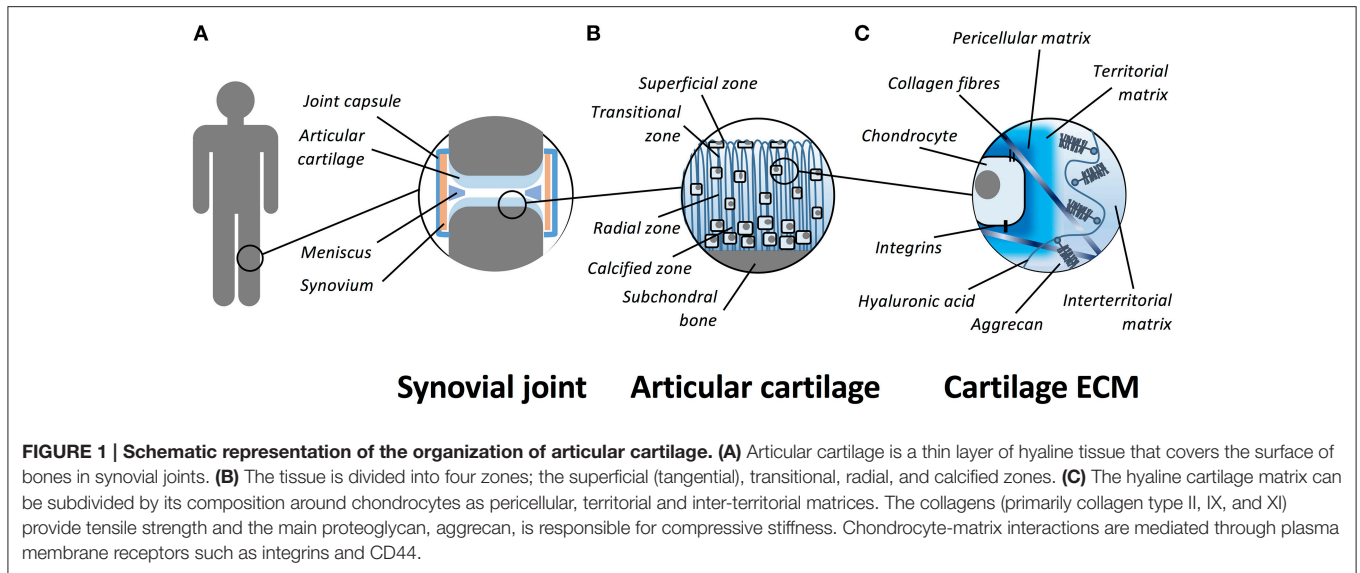 A
Joint capsule
Articular
cartilage
Meniscus
Synovium
Synovial joint
B
Superficial zone
Transitional
zone
Radial zone
Calcified zone
Subchondral
bone
Articular cartilage
C
Pericellular matrix
Collagen fibres
Territorial
matrix
Chondrocyte
Integrins
Hyaluronic acid
Aggrecan
Interterritorial
matrix
Cartilage ECM
FIGURE 1 | Schematic representation of the organization of articular cartilage. (A) Articular cartilage is a thin layer of hyaline tissue that covers the surface of
bones in synovial joints. (B) The tissue is divided into four zones; the superficial (tangential), transitional, radial, and calcified zones. (C) The hyaline cartilage matrix can
be subdivided by its composition around chondrocytes as pericellular, territorial and inter-territorial matrices. The collagens (primarily collagen type II, IX, and XI)
provide tensile strength and the main proteoglycan, aggrecan, is responsible for compressive stiffness. Chondrocyte-matrix interactions are mediated through plasma
membrane receptors such as integrins and CD44.